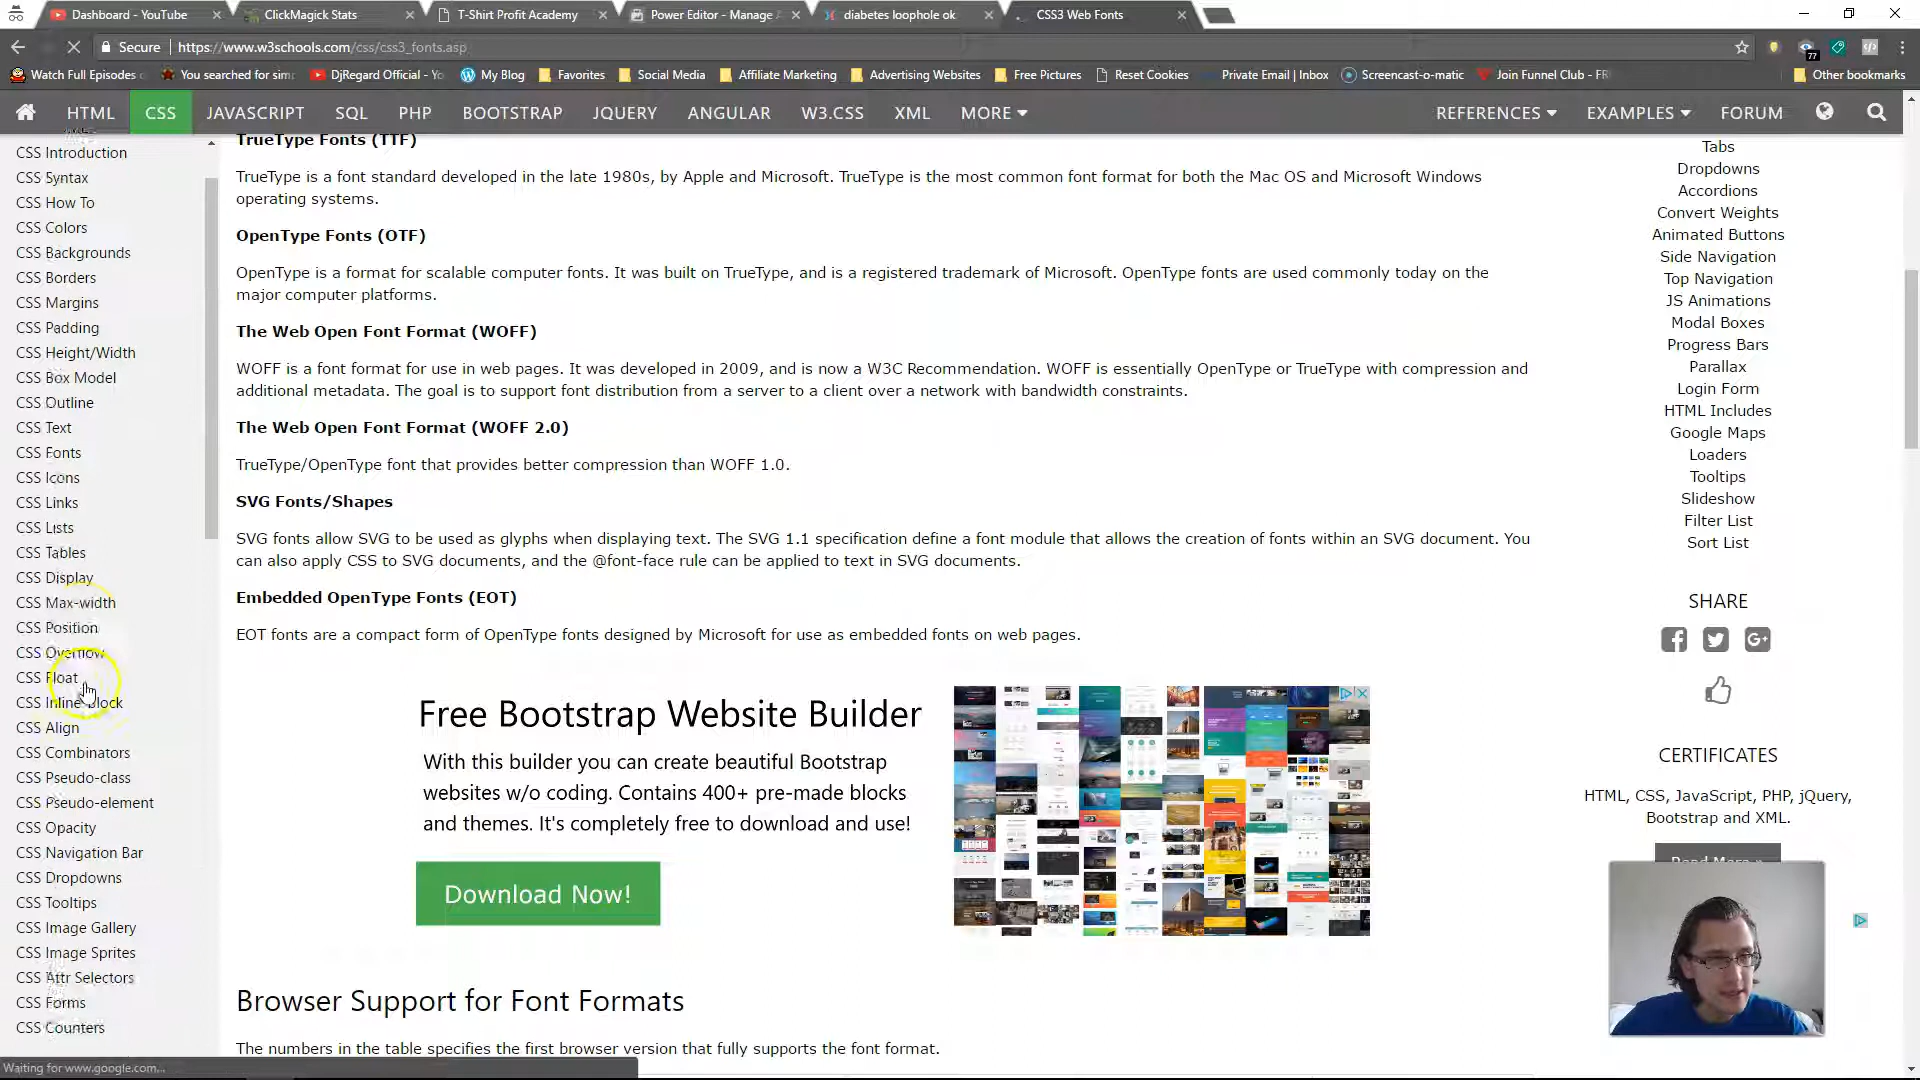 Dashboard - YouTube
ClickMagick Stats
T-Shirt Profit Academy
Power Editor - Manage A
diabetes loophole ok
CSS3 Web Fonts
Secure
https://www.w3schools.com/css/css3_fonts.asp
77
Watch Full Episodes
You searched for sim
DjRegard Official - Yo
My Blog
Favorites
Social Media
Affiliate Marketing
Advertising Websites
Free Pictures
Reset Cookies
Private Email | Inbox
Screencast-o-matic
Join Funnel Club - FR
Other bookmarks
HTML
CSS
JAVASCRIPT
SQL
PHP
BOOTSTRAP
JQUERY
ANGULAR
W3.CSS
XML
MORE
REFERENCES
EXAMPLES
FORUM
CSS Introduction
CSS Syntax
CSS How To
CSS Colors
CSS Backgrounds
CSS Borders
CSS Margins
CSS Padding
CSS Height/Width
CSS Box Model
CSS Outline
CSS Text
CSS Fonts
CSS Icons
CSS Links
CSS Lists
CSS Tables
CSS Display
CSS Max-width
CSS Position
CSS Overflow
CSS Float
CSS Inline-block
CSS Align
CSS Combinators
CSS Pseudo-class
CSS Pseudo-element
CSS Opacity
CSS Navigation Bar
CSS Dropdowns
CSS Tooltips
CSS Image Gallery
CSS Image Sprites
CSS Attr Selectors
CSS Forms
CSS Counters
TrueType Fonts (TTF)
TrueType is a font standard developed in the late 1980s, by Apple and Microsoft. TrueType is the most common font format for both the Mac OS and Microsoft Windows
operating systems.
OpenType Fonts (OTF)
OpenType is a format for scalable computer fonts. It was built on TrueType, and is a registered trademark of Microsoft. OpenType fonts are used commonly today on the
major computer platforms.
The Web Open Font Format (WOFF)
WOFF is a font format for use in web pages. It was developed in 2009, and is now a W3C Recommendation. WOFF is essentially OpenType or TrueType with compression and
additional metadata. The goal is to support font distribution from a server to a client over a network with bandwidth constraints.
The Web Open Font Format (WOFF 2.0)
TrueType/OpenType font that provides better compression than WOFF 1.0.
SVG Fonts/Shapes
SVG fonts allow SVG to be used as glyphs when displaying text. The SVG 1.1 specification define a font module that allows the creation of fonts within an SVG document. You
can also apply CSS to SVG documents, and the @font-face rule can be applied to text in SVG documents.
Embedded OpenType Fonts (EOT)
EOT fonts are a compact form of OpenType fonts designed by Microsoft for use as embedded fonts on web pages.
Free Bootstrap Website Builder
With this builder you can create beautiful Bootstrap
websites w/o coding. Contains 400+ pre-made blocks
and themes. It's completely free to download and use!
Download Now!
Browser Support for Font Formats
The numbers in the table specifies the first browser version that fully supports the font format.
Tabs
Dropdowns
Accordions
Convert Weights
Animated Buttons
Side Navigation
Top Navigation
JS Animations
Modal Boxes
Progress Bars
Parallax
Login Form
HTML Includes
Google Maps
Loaders
Tooltips
Slideshow
Filter List
Sort List
SHARE
CERTIFICATES
HTML, CSS, JavaScript, PHP, jQuery,
Bootstrap and XML.
Read More »
Waiting for www.google.com...